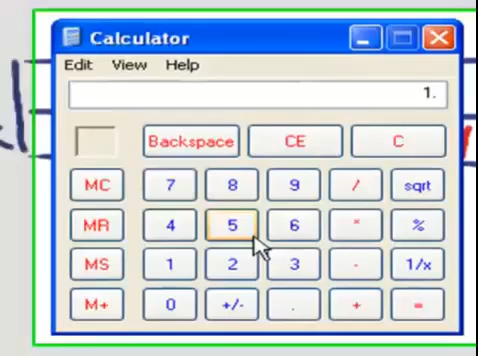 Calculator
Edit View Help
1.
Backspace CE C
MC 7 8 9 / sqrt
MR 4 5 6 * %
MS 1 2 3 - 1/x
M+ 0 +/- . + =